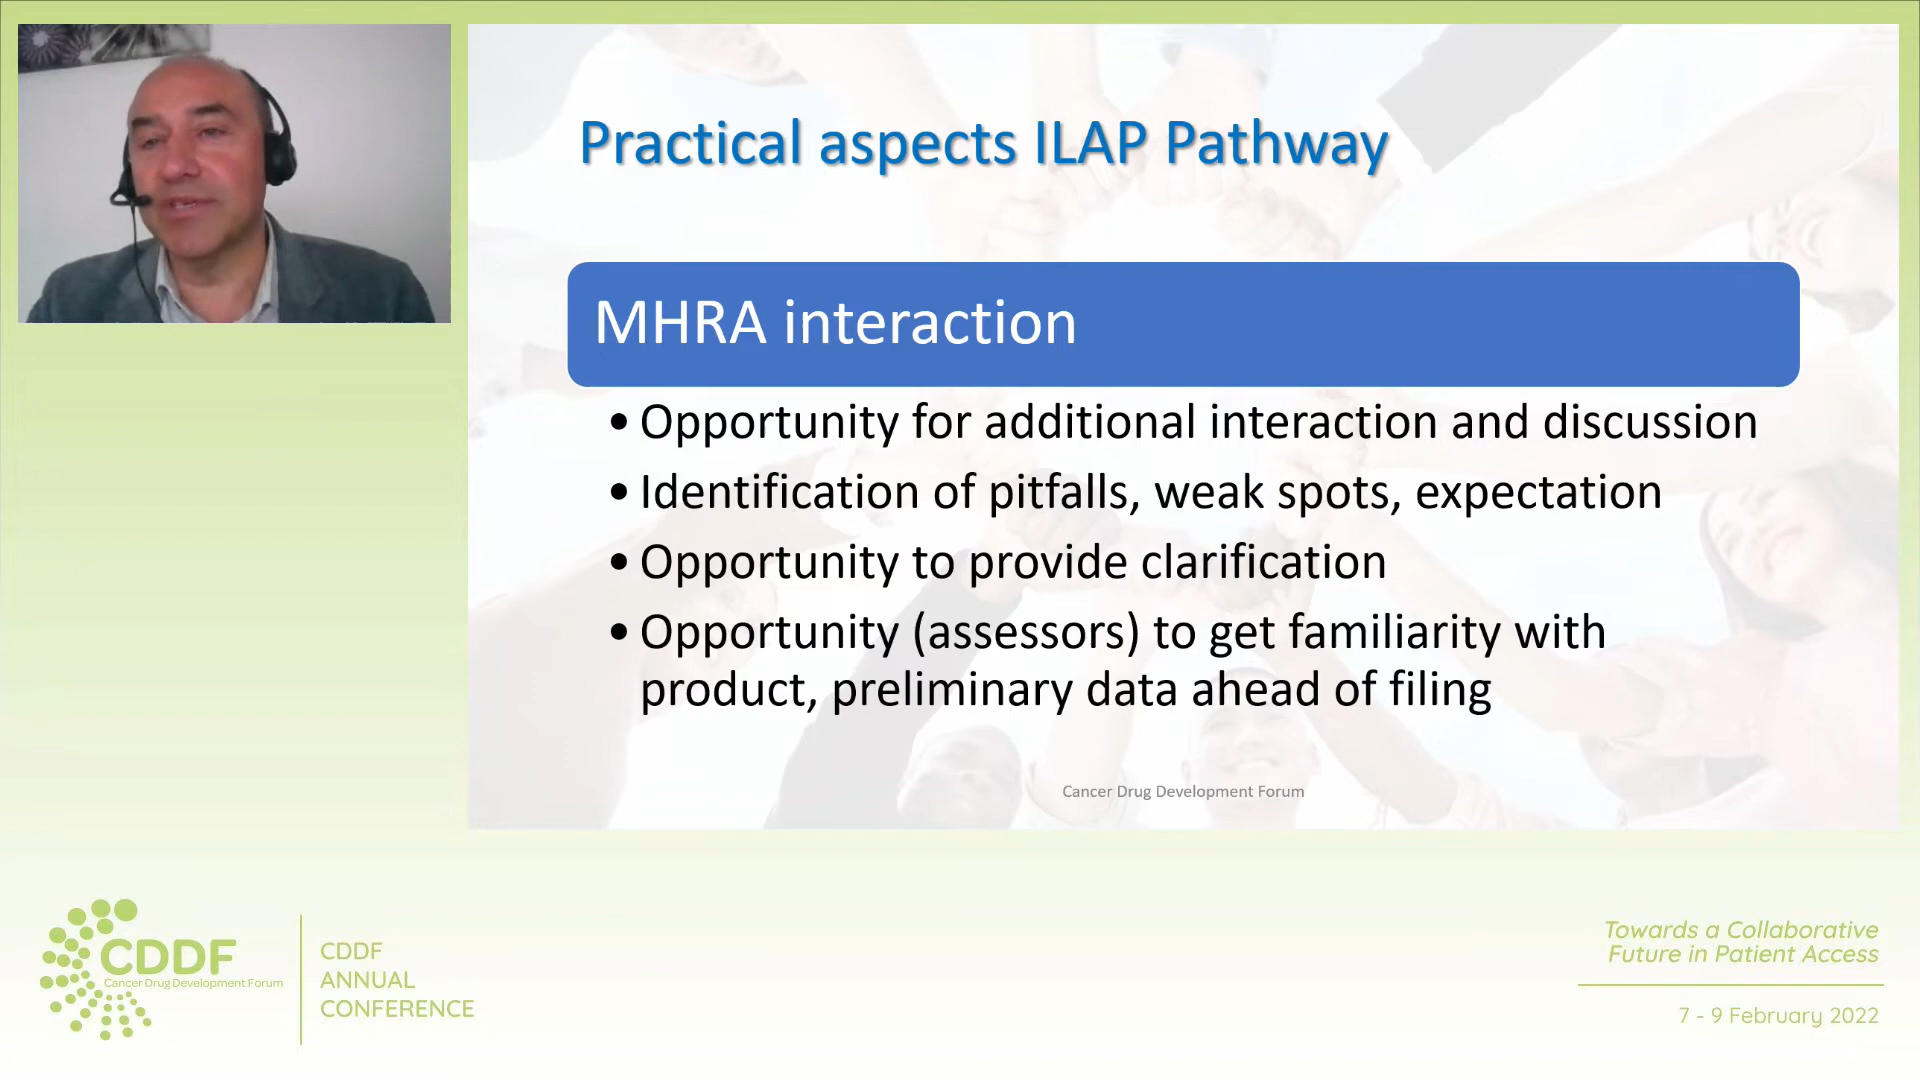 Practical aspects ILAP Pathway
MHRA interaction
• Opportunity for additional interaction and discussion
• Identification of pitfalls, weak spots, expectation
• Opportunity to provide clarification
• Opportunity (assessors) to get familiarity with
product, preliminary data ahead of filing
Cancer Drug Development Forum
CDDF
Cancer Drug Development Forum
CDDF
ANNUAL
CONFERENCE
Towards a Collaborative
Future in Patient Access
7 - 9 February 2022